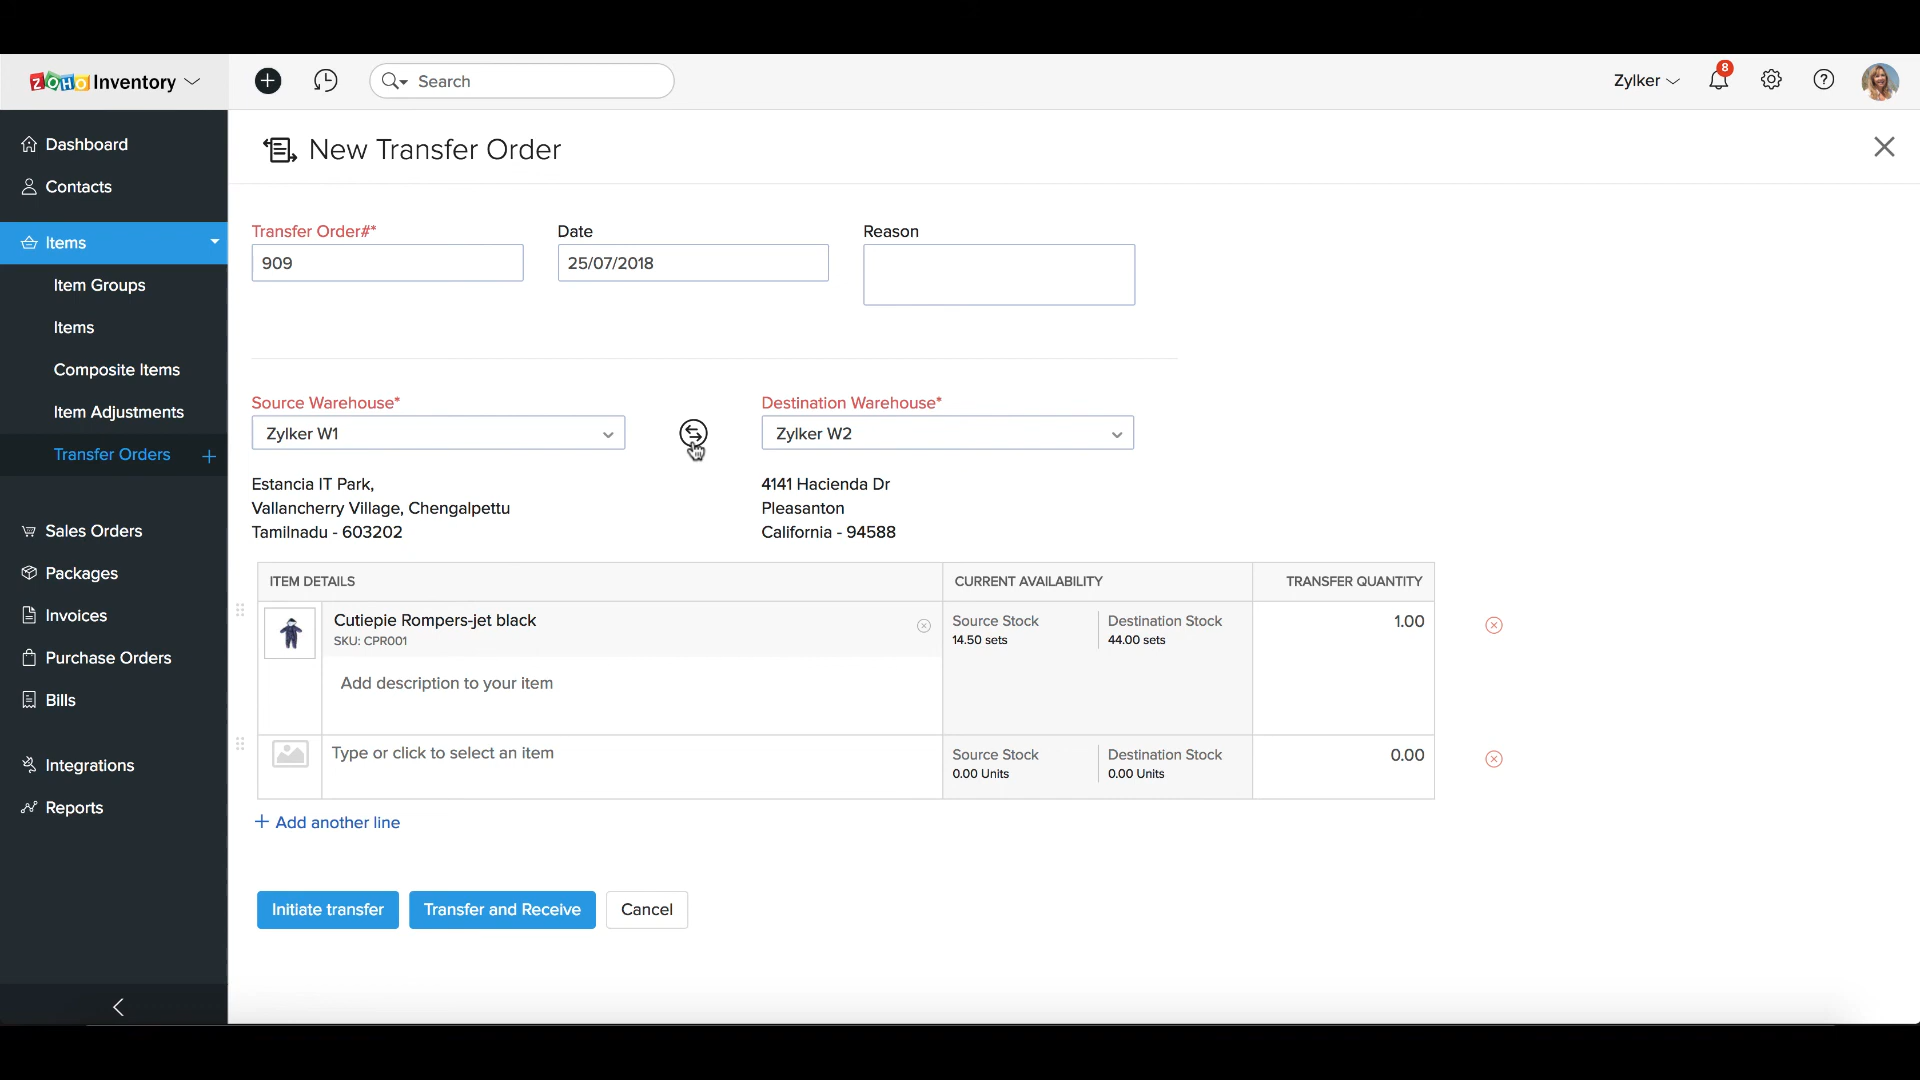 ZOHO Inventory
Search
Zylker
8
Dashboard
Contacts
Items
Item Groups
Items
Composite Items
Item Adjustments
Transfer Orders +
Sales Orders
Packages
Invoices
Purchase Orders
Bills
Integrations
Reports
New Transfer Order
Transfer Order#* Date Reason
909 25/07/2018
Source Warehouse* Destination Warehouse*
Zylker W1 Zylker W2
Estancia IT Park, 4141 Hacienda Dr
Vallancherry Village, Chengalpettu Pleasanton
Tamilnadu - 603202 California - 94588
ITEM DETAILS CURRENT AVAILABILITY TRANSFER QUANTITY
Cutiepie Rompers-jet black Source Stock Destination Stock 1.00
SKU: CPR001 14.50 sets 44.00 sets
Add description to your item
Type or click to select an item Source Stock Destination Stock 0.00
0.00 Units 0.00 Units
+ Add another line
Initiate transfer Transfer and Receive Cancel